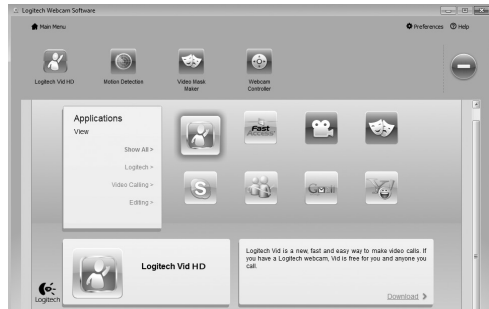 Logitech Webcam Software
Main Menu
Preferences
Help
Logitech Vid HD
Motion Detection
Video Mask
Maker
Webcam
Controller
Applications
View
Show All >
Logitech >
Video Calling >
Editing >
Fast
ACCESS
S
Gmail
Logitech Vid HD
Logitech Vid is a new, fast and easy way to make video calls. If
you have a Logitech webcam, Vid is free for you and anyone you
call.
Download >
Logitech